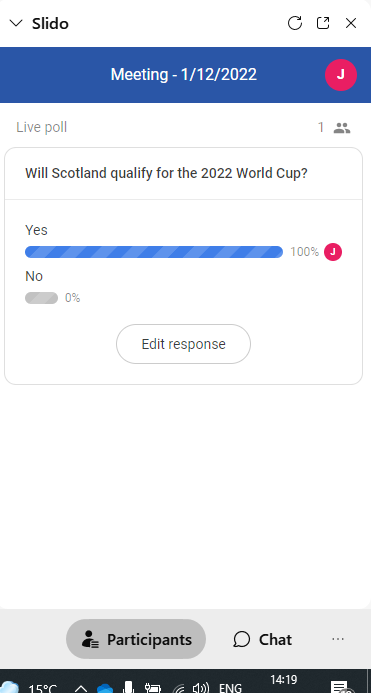 Slido
Meeting - 1/12/2022
J
Live poll
1
Will Scotland qualify for the 2022 World Cup?
Yes
100% J
No
0%
Edit response
Participants
Chat
15°C
ENG
14:19